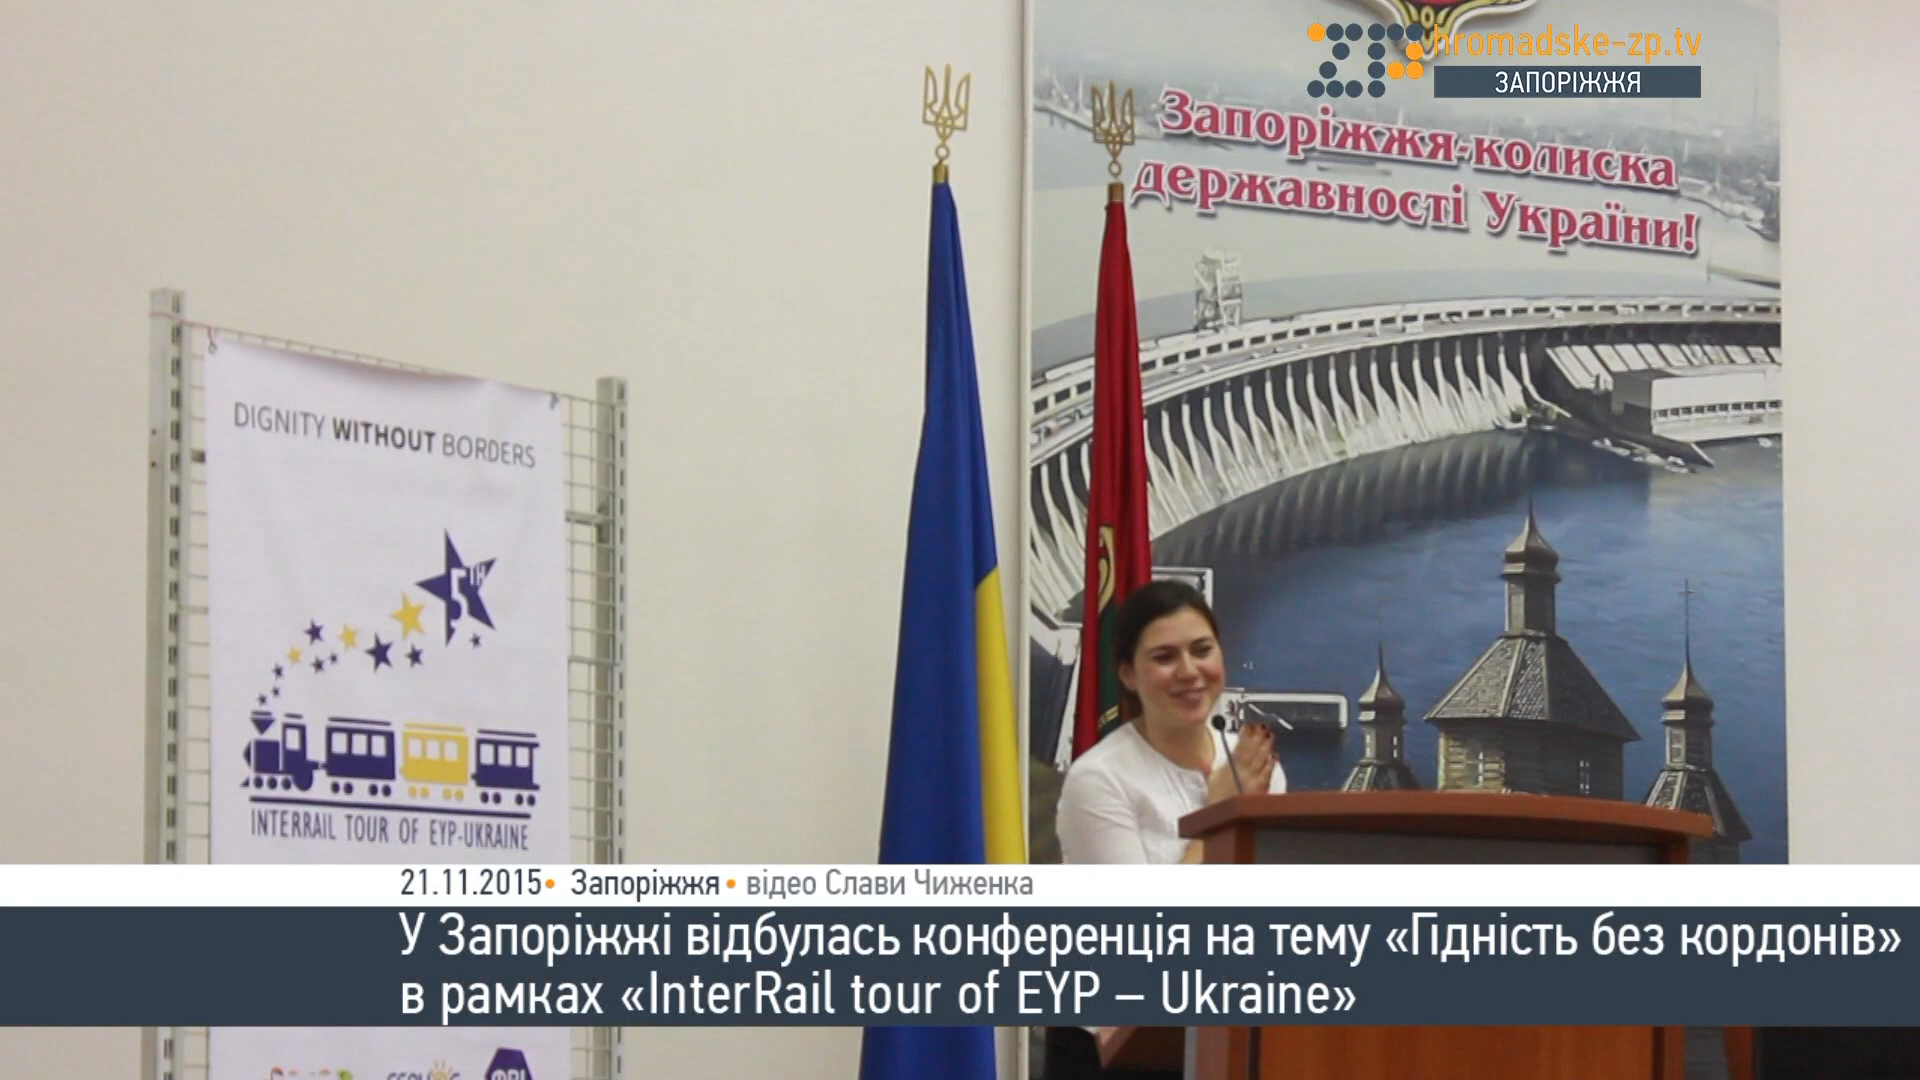 hromadske-zp.tv
ЗАПОРІЖЖЯ
Запоріжжя-колиска
державності України!
DIGNITY WITHOUT BORDERS
5TH
INTERRAIL TOUR OF EYP-UKRAINE
21.11.2015• Запоріжжя • відео Слави Чиженка
У Запоріжжі відбулась конференція на тему «Гідність без кордонів»
в рамках «InterRail tour of EYP – Ukraine»